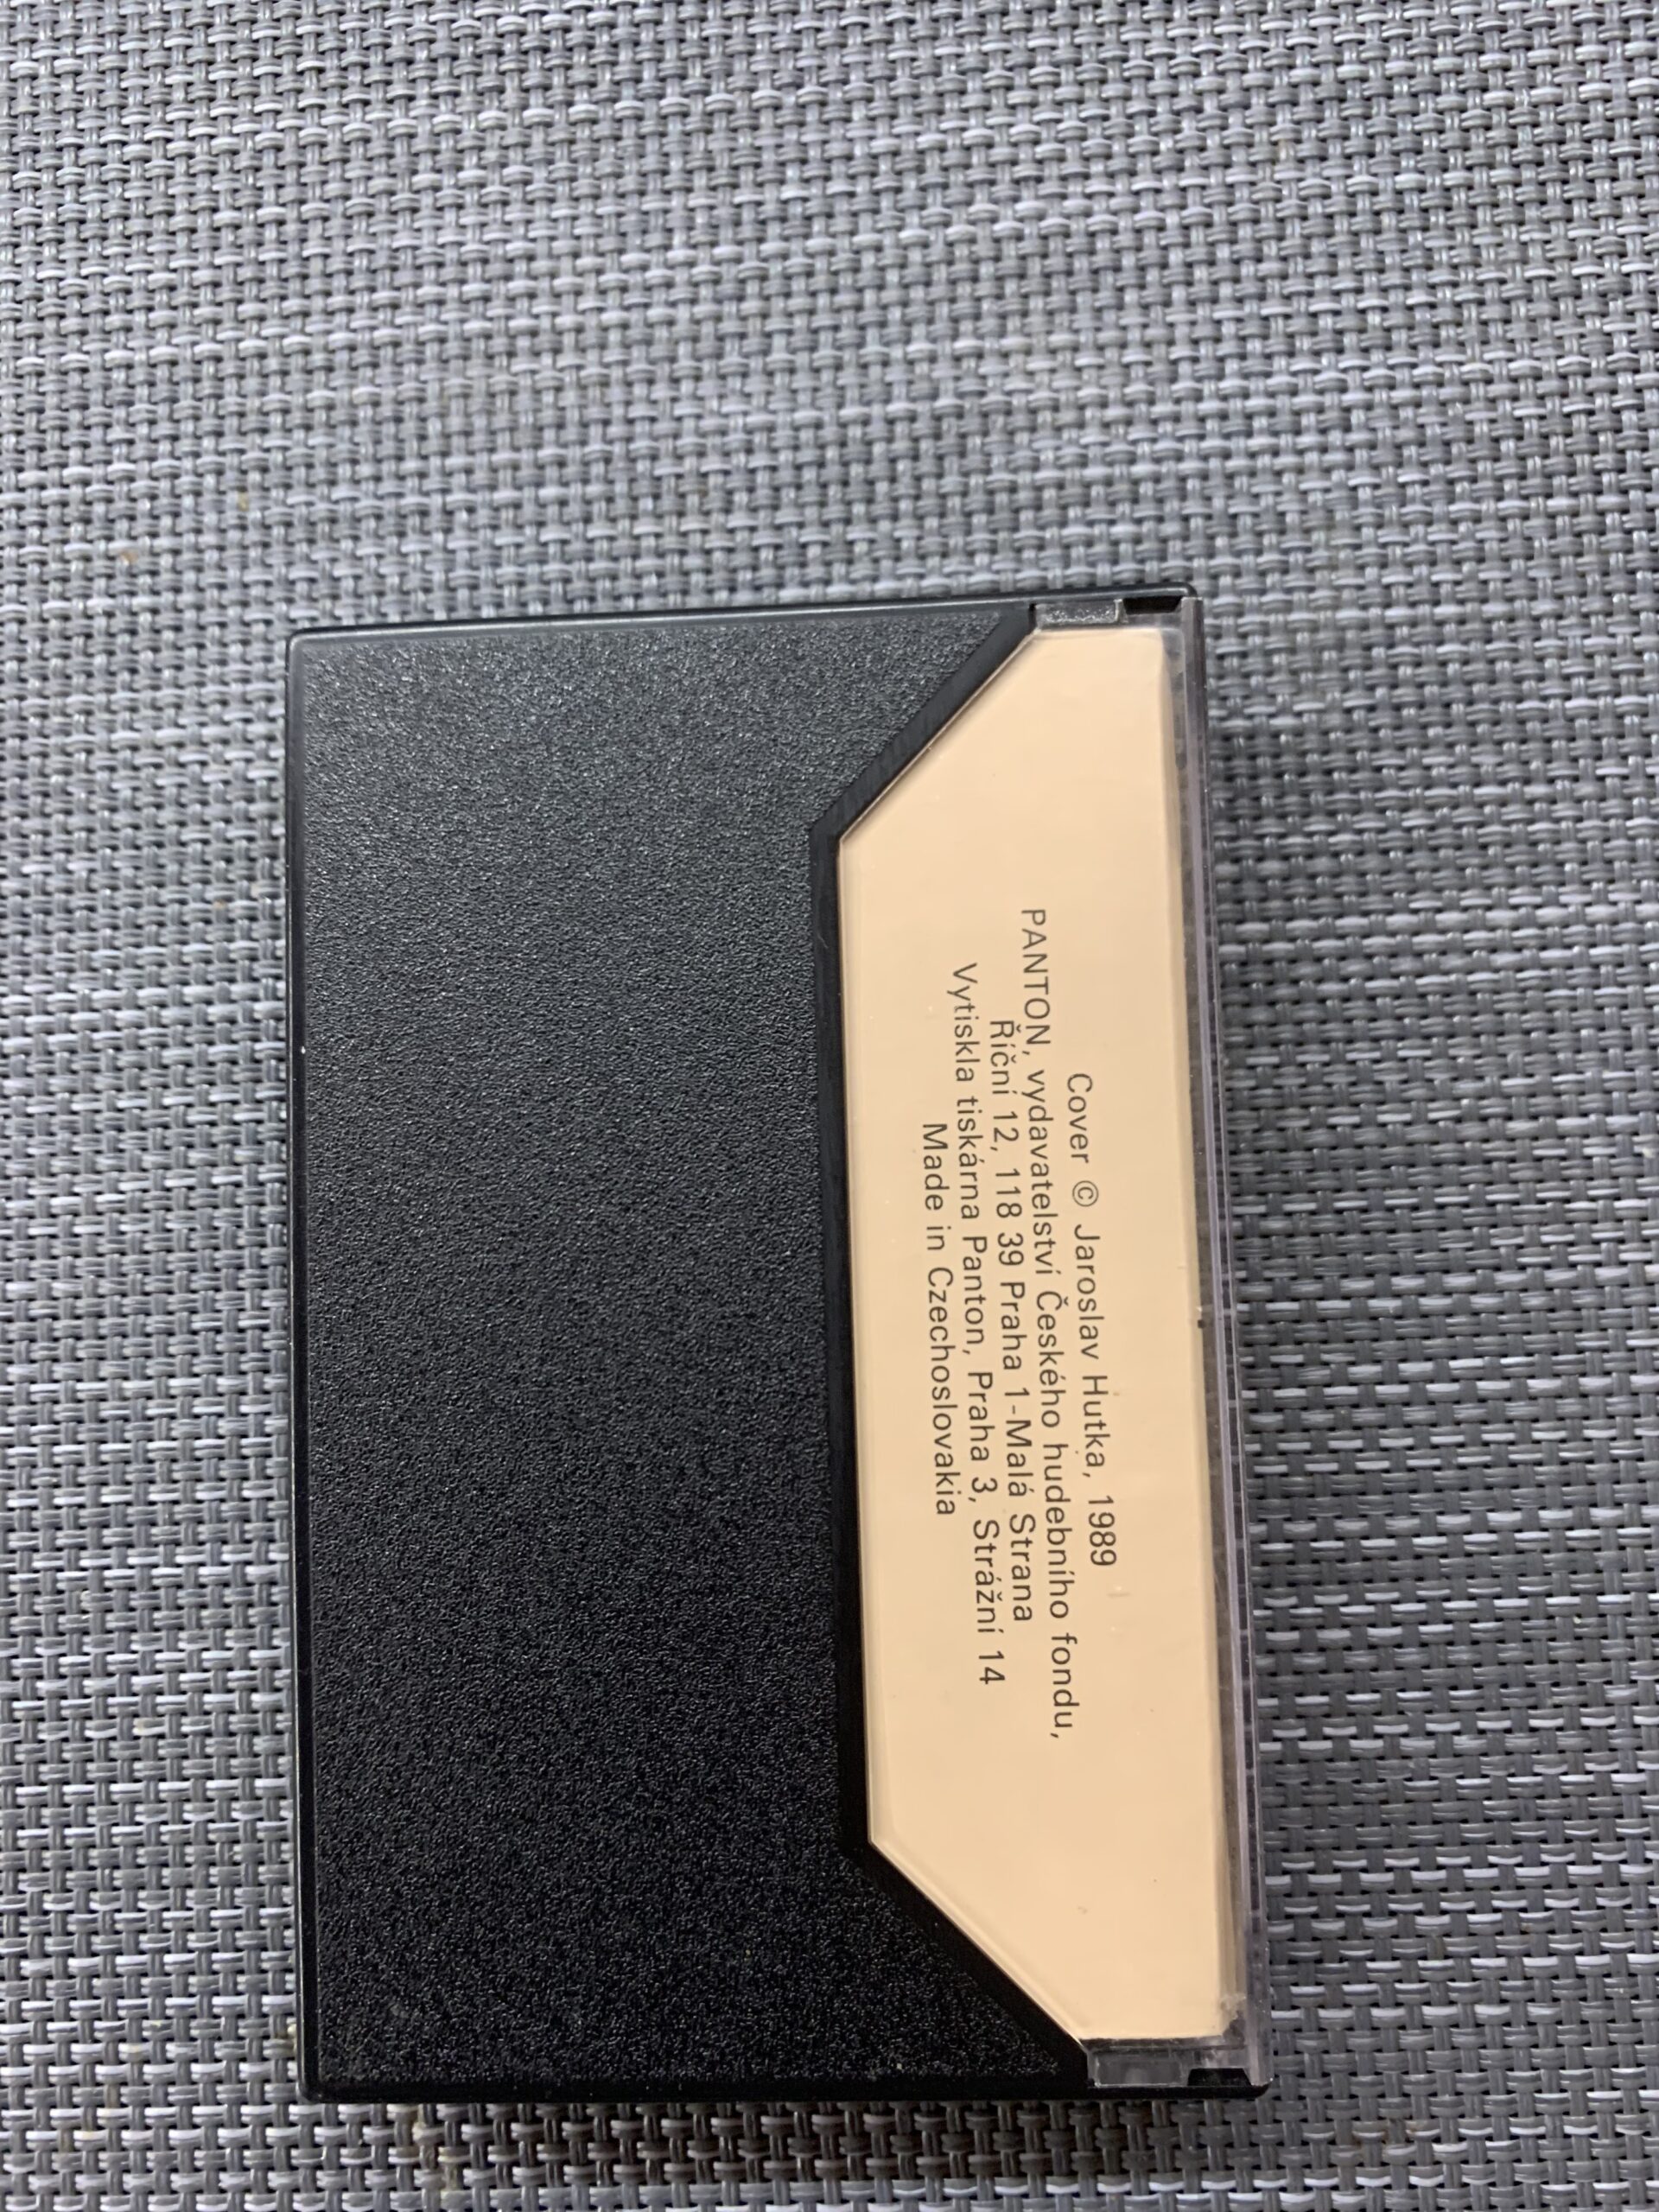 Cover © Jaroslav Hutka, 1989
PANTON, vydavatelství Českého hudebního fondu,
Říční 12, 118 39 Praha 1-Malá Strana
Vytiskla tiskárna Panton, Praha 3, Strážní 14
Made in Czechoslovakia